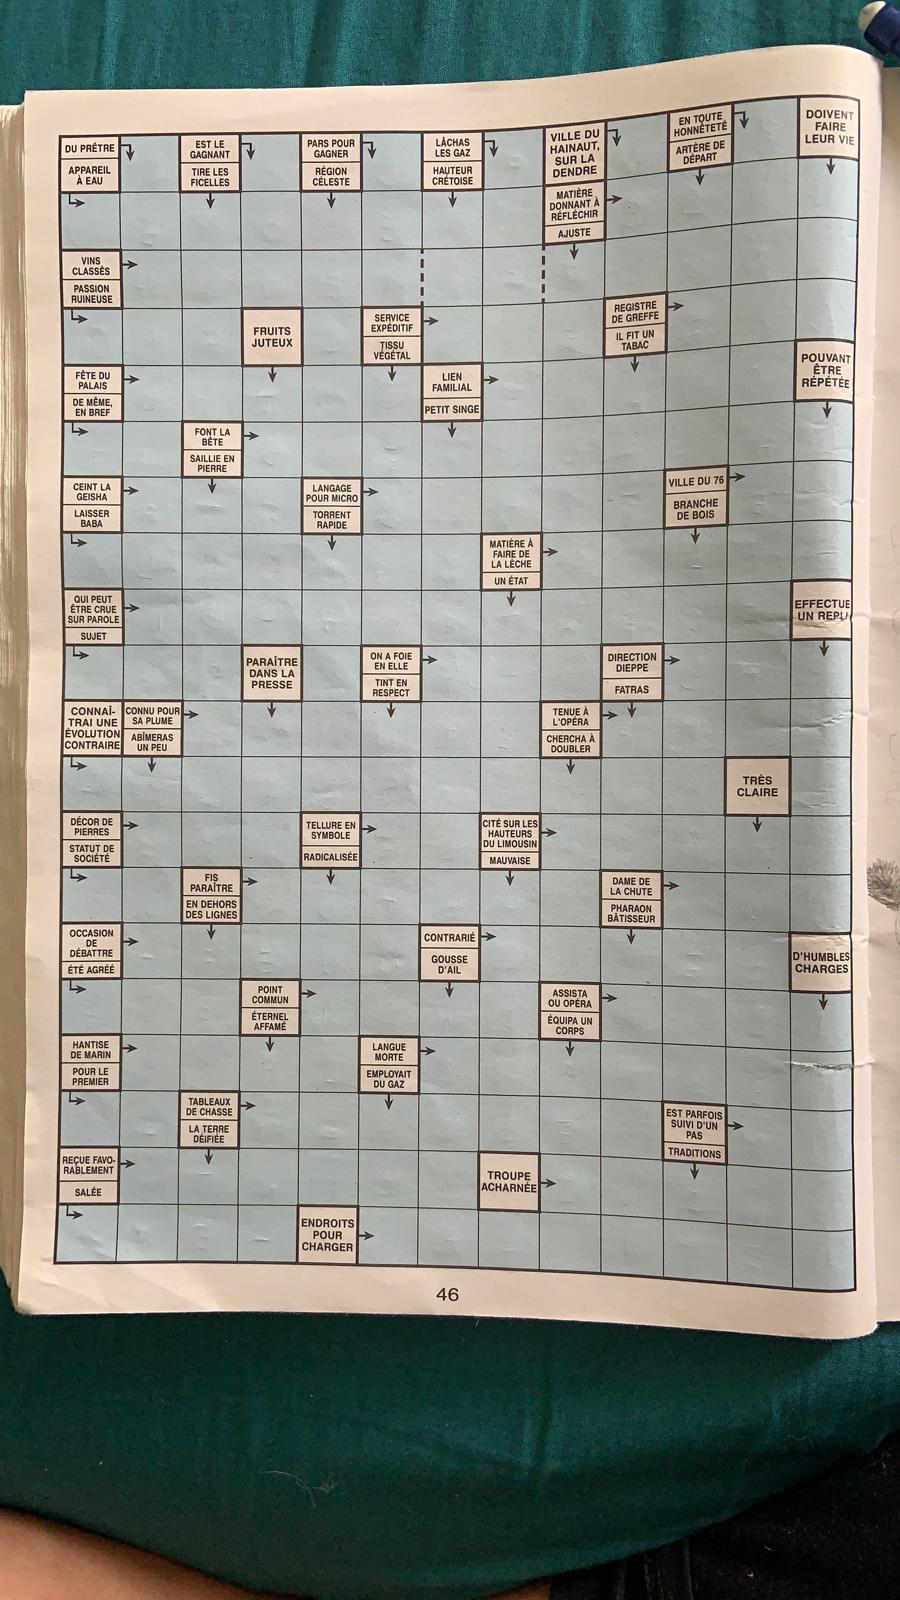 DU PRÊTRE
APPAREIL
À EAU
EST LE
GAGNANT
TIRE LES
FICELLES
PARS POUR
GAGNER
RÉGION
CÉLESTE
LÂCHAS
LES GAZ
HAUTEUR
CRÉTOISE
VILLE DU
HAINAUT,
SUR LA
DENDRE
EN TOUTE
HONNÊTETÉ
ARTÈRE DE
DÉPART
DOIVENT
FAIRE
LEUR VIE
MATIÈRE
DONNANT À
RÉFLÉCHIR
AJUSTE
VINS
CLASSÉS
PASSION
RUINEUSE
FRUITS
JUTEUX
SERVICE
EXPÉDITIF
TISSU
VÉGÉTAL
REGISTRE
DE GREFFE
IL FIT UN
TABAC
FÊTE DU
PALAIS
DE MÊME,
EN BREF
LIEN
FAMILIAL
PETIT SINGE
POUVANT
ÊTRE
RÉPÉTÉE
FONT LA
BÊTE
SAILLIE EN
PIERRE
CEINT LA
GEISHA
LAISSER
BABA
LANGAGE
POUR MICRO
TORRENT
RAPIDE
VILLE DU 76
BRANCHE
DE BOIS
MATIÈRE À
FAIRE DE
LA LÈCHE
UN ÉTAT
QUI PEUT
ÊTRE CRUE
SUR PAROLE
SUJET
EFFECTUE
UN REPLI
PARAÎTRE
DANS LA
PRESSE
ON A FOIE
EN ELLE
TINT EN
RESPECT
DIRECTION
DIEPPE
FATRAS
CONNAÎ-
TRAI UNE
ÉVOLUTION
CONTRAIRE
CONNU POUR
SA PLUME
ABÎMERAS
UN PEU
TENUE À
L'OPÉRA
CHERCHA À
DOUBLER
TRÈS
CLAIRE
DÉCOR DE
PIERRES
STATUT DE
SOCIÉTÉ
TELLURE EN
SYMBOLE
RADICALISÉE
CITÉ SUR LES
HAUTEURS
DU LIMOUSIN
MAUVAISE
FIS
PARAÎTRE
EN DEHORS
DES LIGNES
DAME DE
LA CHUTE
PHARAON
BÂTISSEUR
OCCASION
DE
DÉBATTRE
ÉTÉ AGRÉÉ
CONTRARIÉ
GOUSSE
D'AIL
D'HUMBLES
CHARGES
POINT
COMMUN
ÉTERNEL
AFFAMÉ
ASSISTA
OU OPÉRA
ÉQUIPA UN
CORPS
HANTISE
DE MARIN
POUR LE
PREMIER
LANGUE
MORTE
EMPLOYAIT
DU GAZ
TABLEAUX
DE CHASSE
LA TERRE
DÉIFIÉE
EST PARFOIS
SUIVI D'UN
PAS
TRADITIONS
REÇUE FAVO-
RABLEMENT
SALÉE
TROUPE
ACHARNÉE
ENDROITS
POUR
CHARGER
46